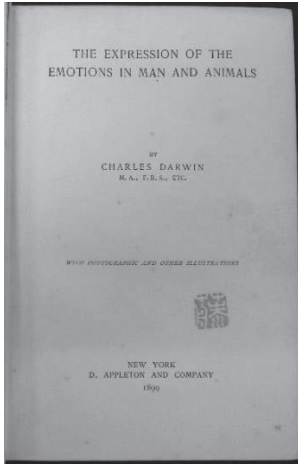 THE EXPRESSION OF THE
EMOTIONS IN MAN AND ANIMALS
BY
CHARLES DARWIN
M. A., F. R. S., ETC.
WITH PHOTOGRAPHIC AND OTHER ILLUSTRATIONS
NEW YORK
D. APPLETON AND COMPANY
1899